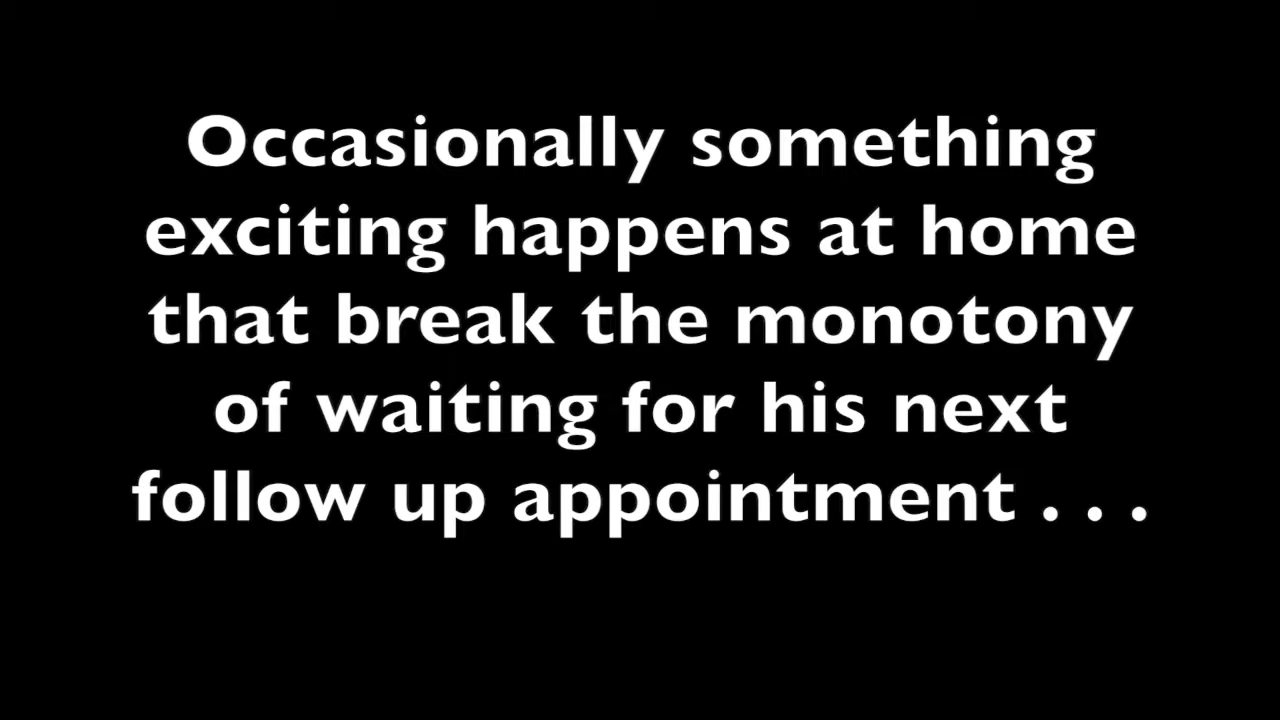 Occasionally something
exciting happens at home
that break the monotony
of waiting for his next
follow up appointment . . .